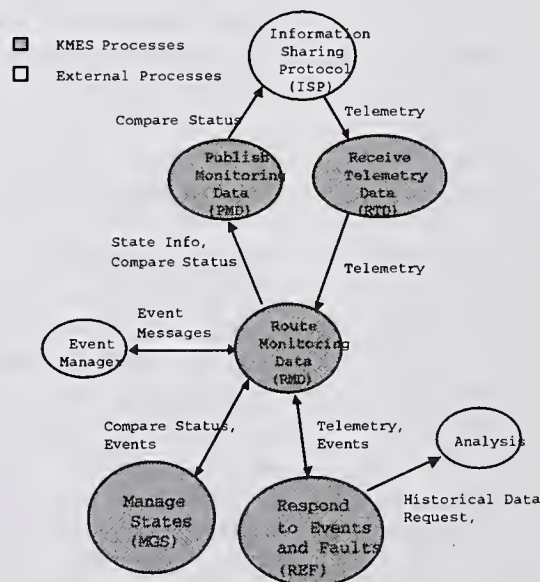 KMES Processes
External Processes
Information
Sharing
Protocol
(ISP)
Compare Status
Telemetry
Publish
Monitoring
Data
(PMD)
Receive
Telemetry
Data
(RTD)
State Info,
Compare Status
Telemetry
Event
Messages
Event
Manager
Route
Monitoring
Data
(RMD)
Compare Status,
Events
Telemetry,
Events
Analysis
Manage
States
(MGS)
Respond
to Events
and Faults
(REF)
Historical Data
Request,